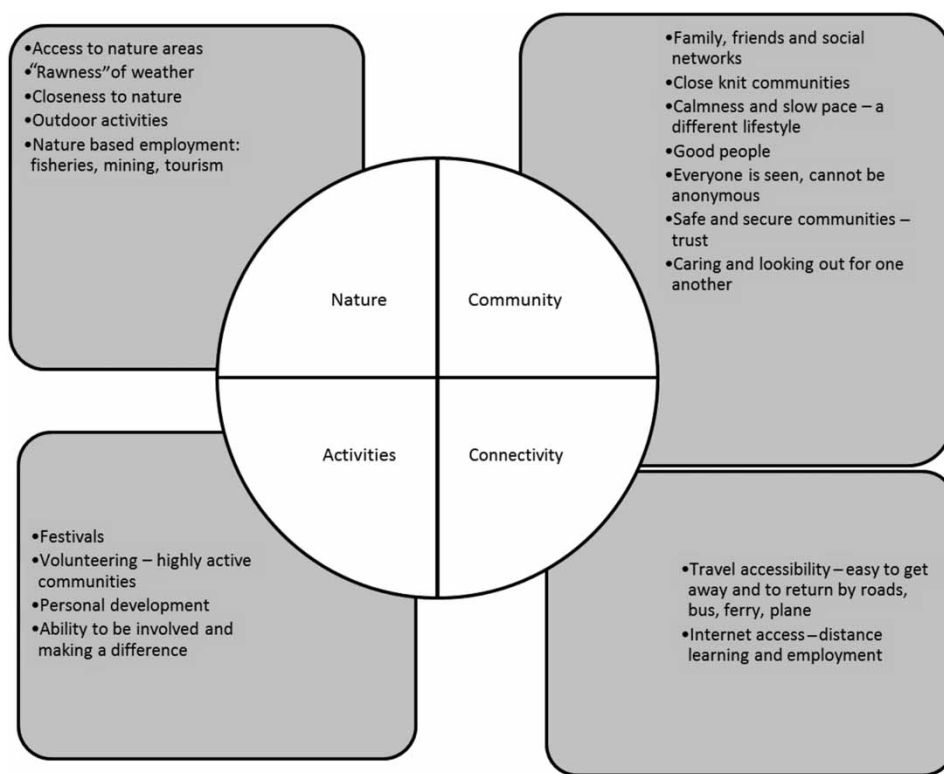 •Access to nature areas
•“Rawness” of weather
•Closeness to nature
•Outdoor activities
•Nature based employment:
fisheries, mining, tourism
•Family, friends and social
networks
•Close knit communities
•Calmness and slow pace – a
different lifestyle
•Good people
•Everyone is seen, cannot be
anonymous
•Safe and secure communities –
trust
•Caring and looking out for one
another
Nature
Community
Activities
Connectivity
•Festivals
•Volunteering – highly active
communities
•Personal development
•Ability to be involved and
making a difference
•Travel accessibility – easy to get
away and to return by roads,
bus, ferry, plane
•Internet access – distance
learning and employment